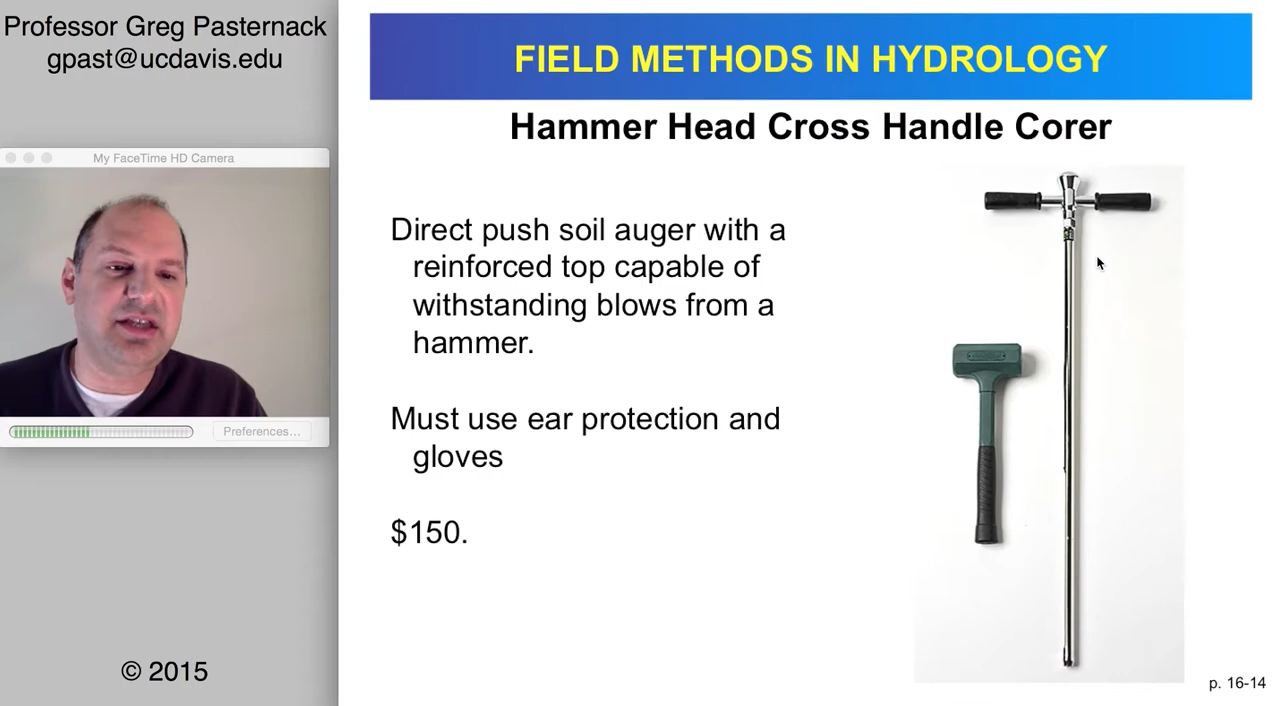 Professor Greg Pasternack
gpast@ucdavis.edu
My FaceTime HD Camera
Preferences...
© 2015
FIELD METHODS IN HYDROLOGY
Hammer Head Cross Handle Corer
Direct push soil auger with a
reinforced top capable of
withstanding blows from a
hammer.
Must use ear protection and
gloves
$150.
p. 16-14